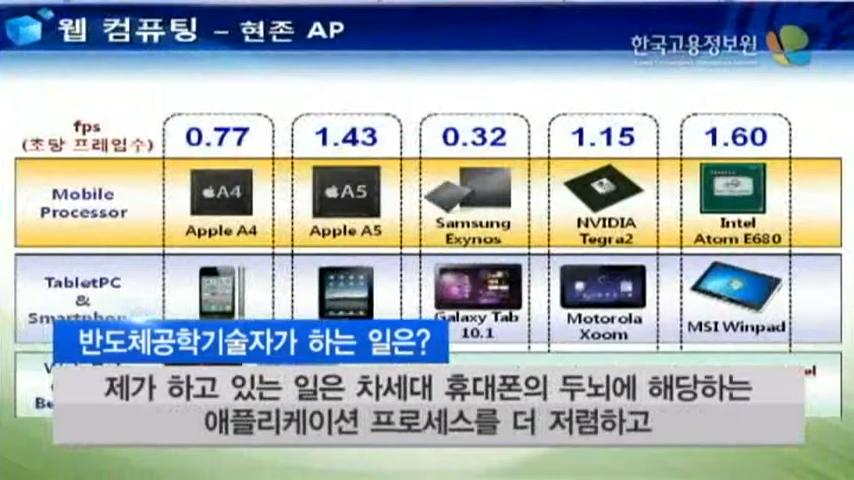 웹 컴퓨팅 – 현존 AP
한국고용정보원
fps
(초당 프레임수)
0.77
1.43
0.32
1.15
1.60
Mobile
Processor
A4
Apple A4
A5
Apple A5
Samsung
Exynos
NVIDIA
Tegra2
Intel
Atom E680
TabletPC
&
Smartphon
Galaxy Tab
10.1
Motorola
Xoom
MSI Winpad
반도체공학기술자가 하는 일은?
제가 하고 있는 일은 차세대 휴대폰의 두뇌에 해당하는
애플리케이션 프로세스를 더 저렴하고